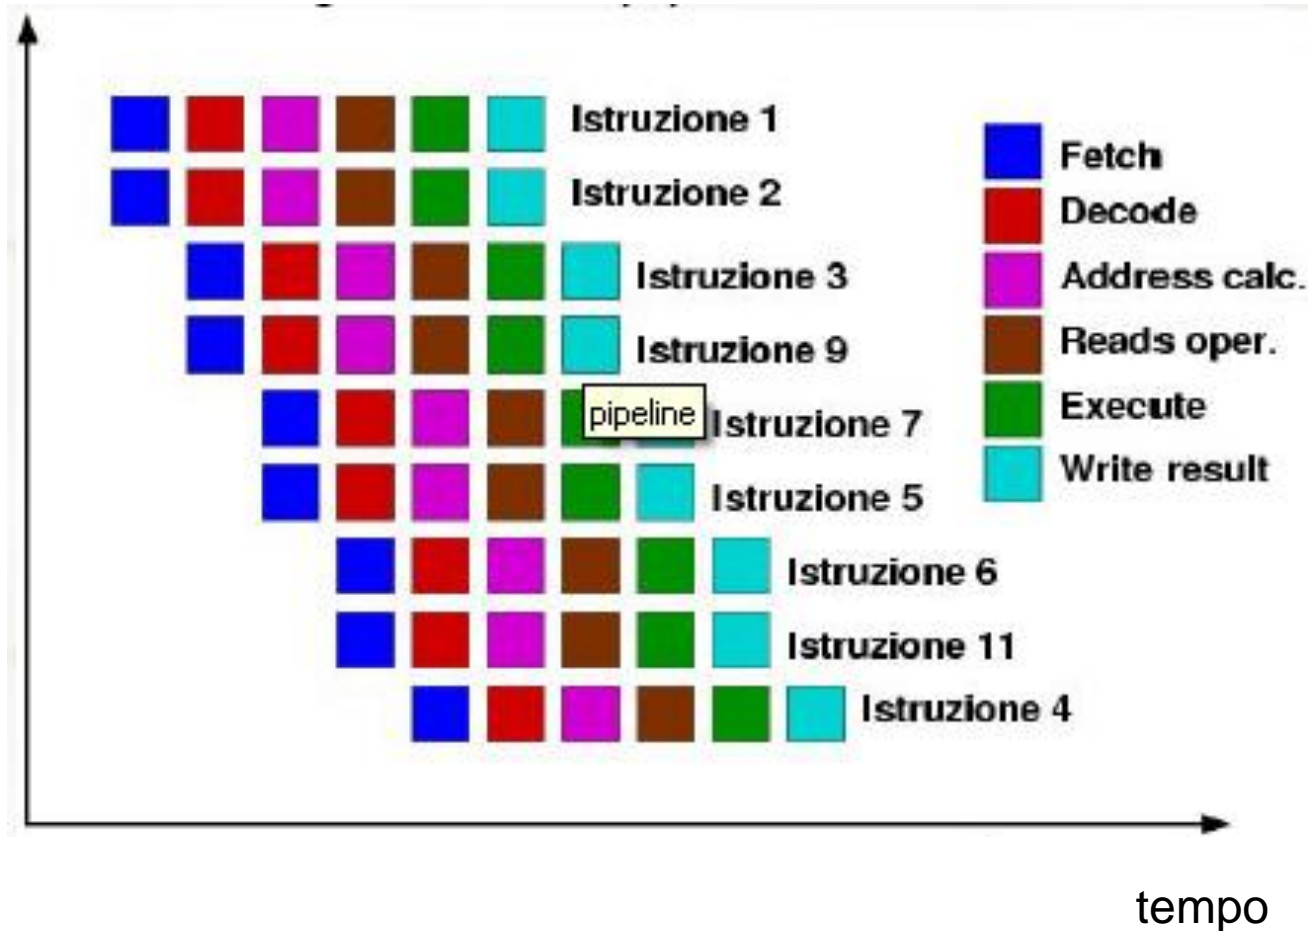 Istruzione 1
Istruzione 2
Istruzione 3
Istruzione 9
pipeline
Istruzione 7
Istruzione 5
Istruzione 6
Istruzione 11
Istruzione 4
Fetch
Decode
Address calc.
Reads oper.
Execute
Write result
tempo